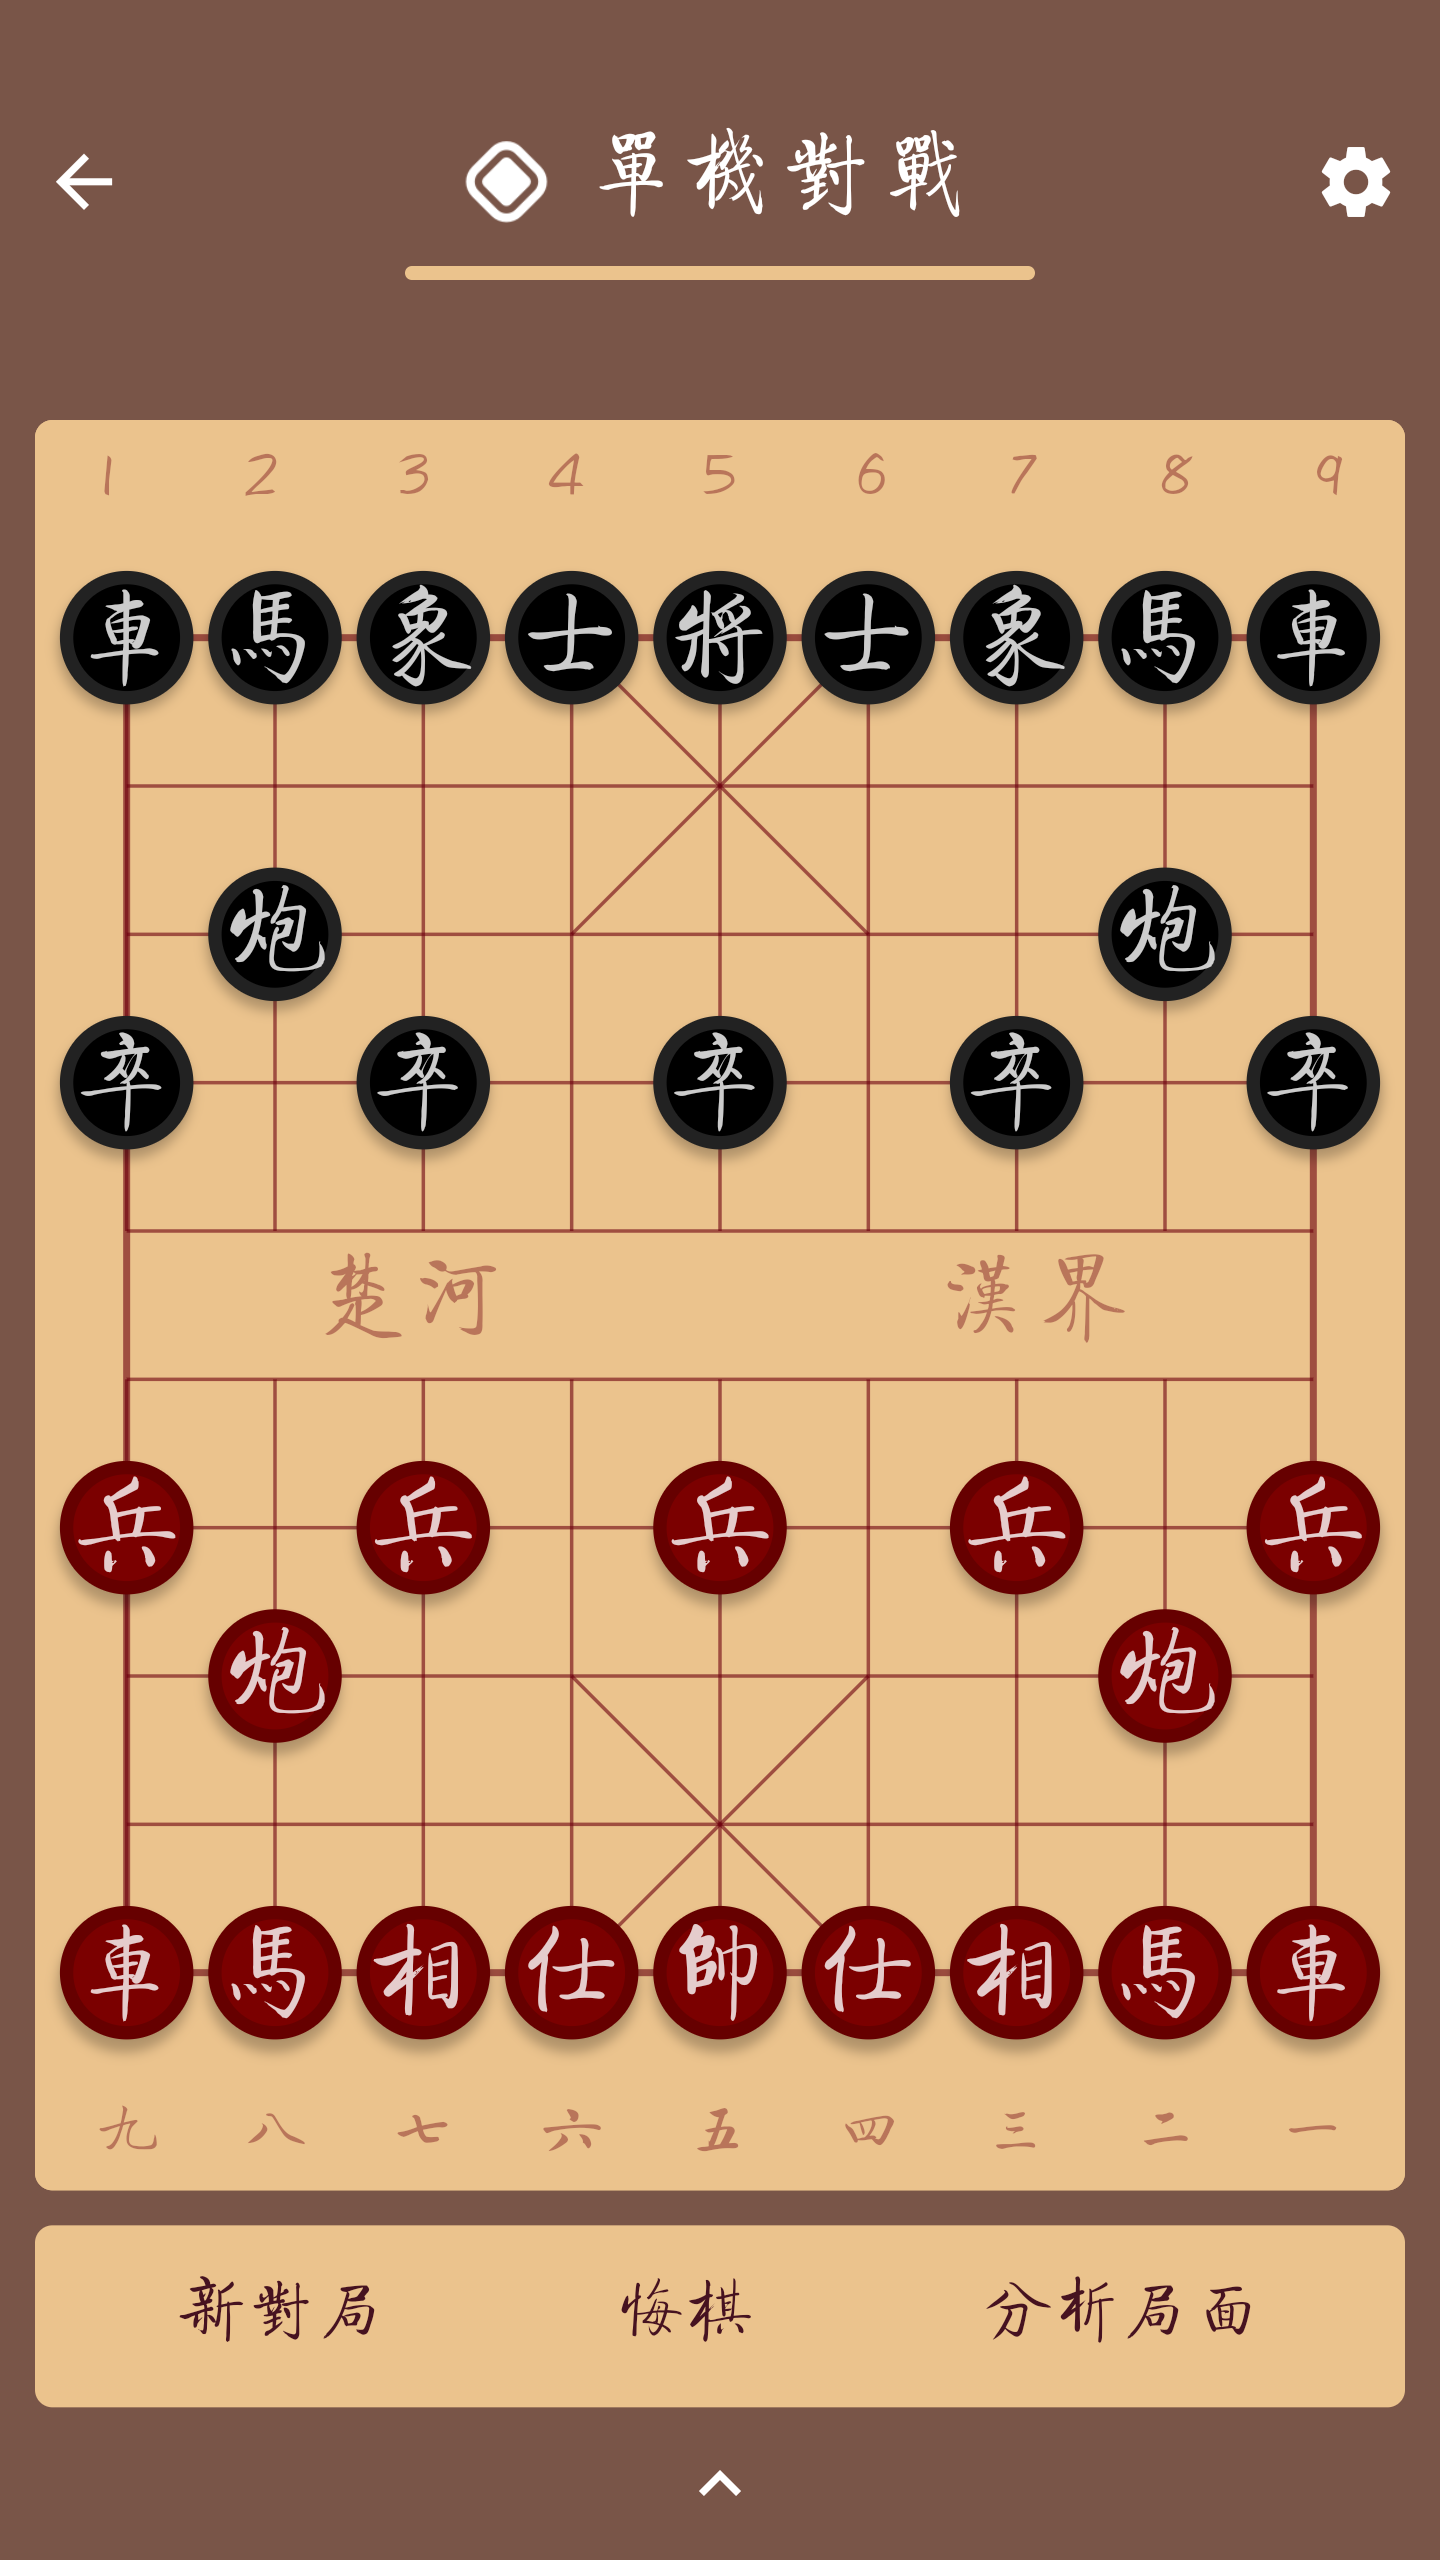 單機對戰
1 2 3 4 5 6 7 8 9
車 馬 象 士 將 士 象 馬 車
炮 炮
卒 卒 卒 卒 卒
楚河 漢界
兵 兵 兵 兵 兵
炮 炮
車 馬 相 仕 帥 仕 相 馬 車
九 八 七 六 五 四 三 二 一
新對局 悔棋 分析局面